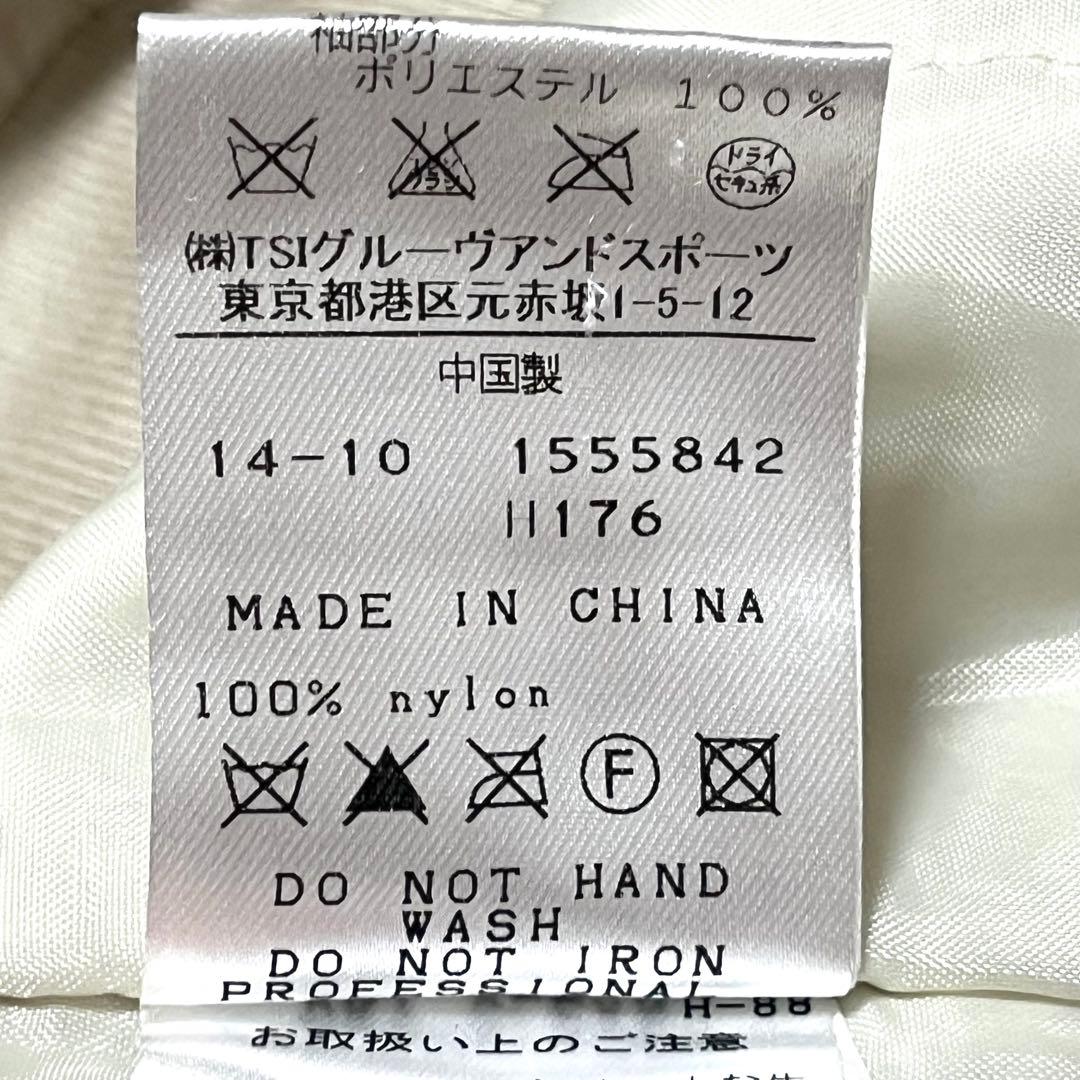 袖部分
ポリエステル 100%
ドライ
セキユ系
㈱TSIグルーヴアンドスポーツ
東京都港区元赤坂1-5-12
中国製
14-10 1555842
H176
MADE IN CHINA
100% nylon
F
DO NOT HAND
WASH
DO NOT IRON
PROFESSIONAL
H-88
お取扱い上のご注意